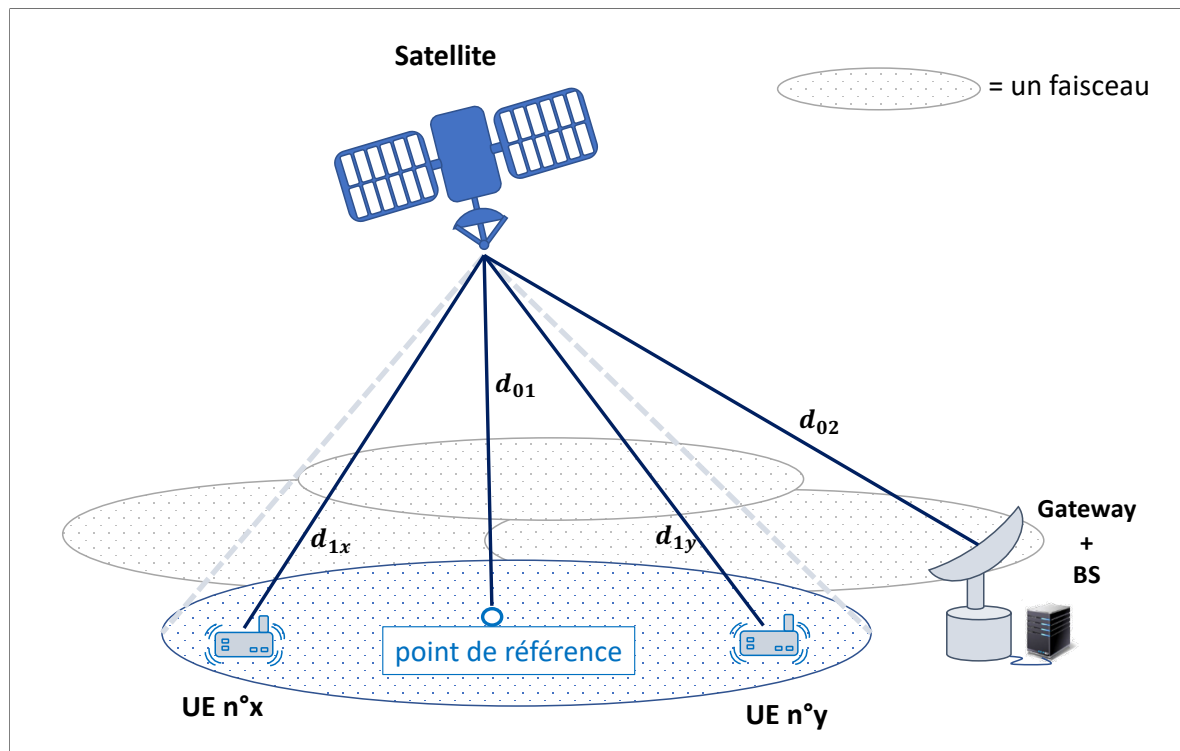 Satellite
= un faisceau
d01
d02
d1x
d1y
Gateway
+
BS
point de référence
UE n°x
UE n°y